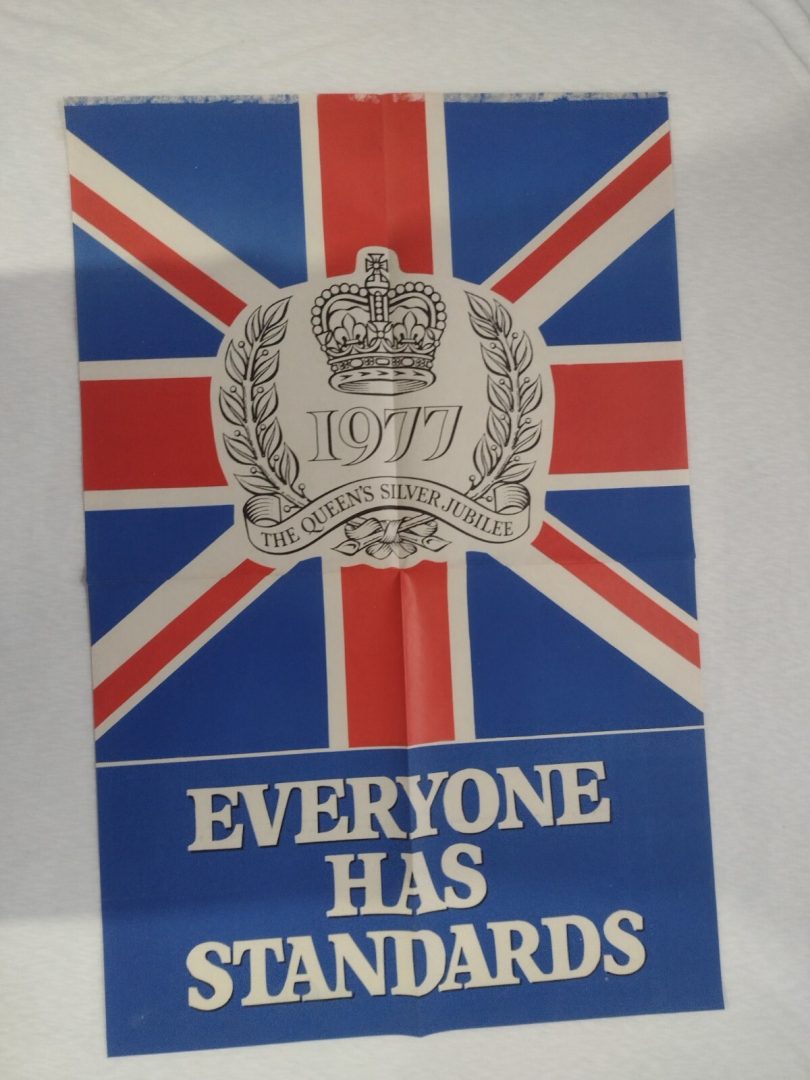 1977
THE QUEEN'S SILVER JUBILEE
EVERYONE
HAS
STANDARDS